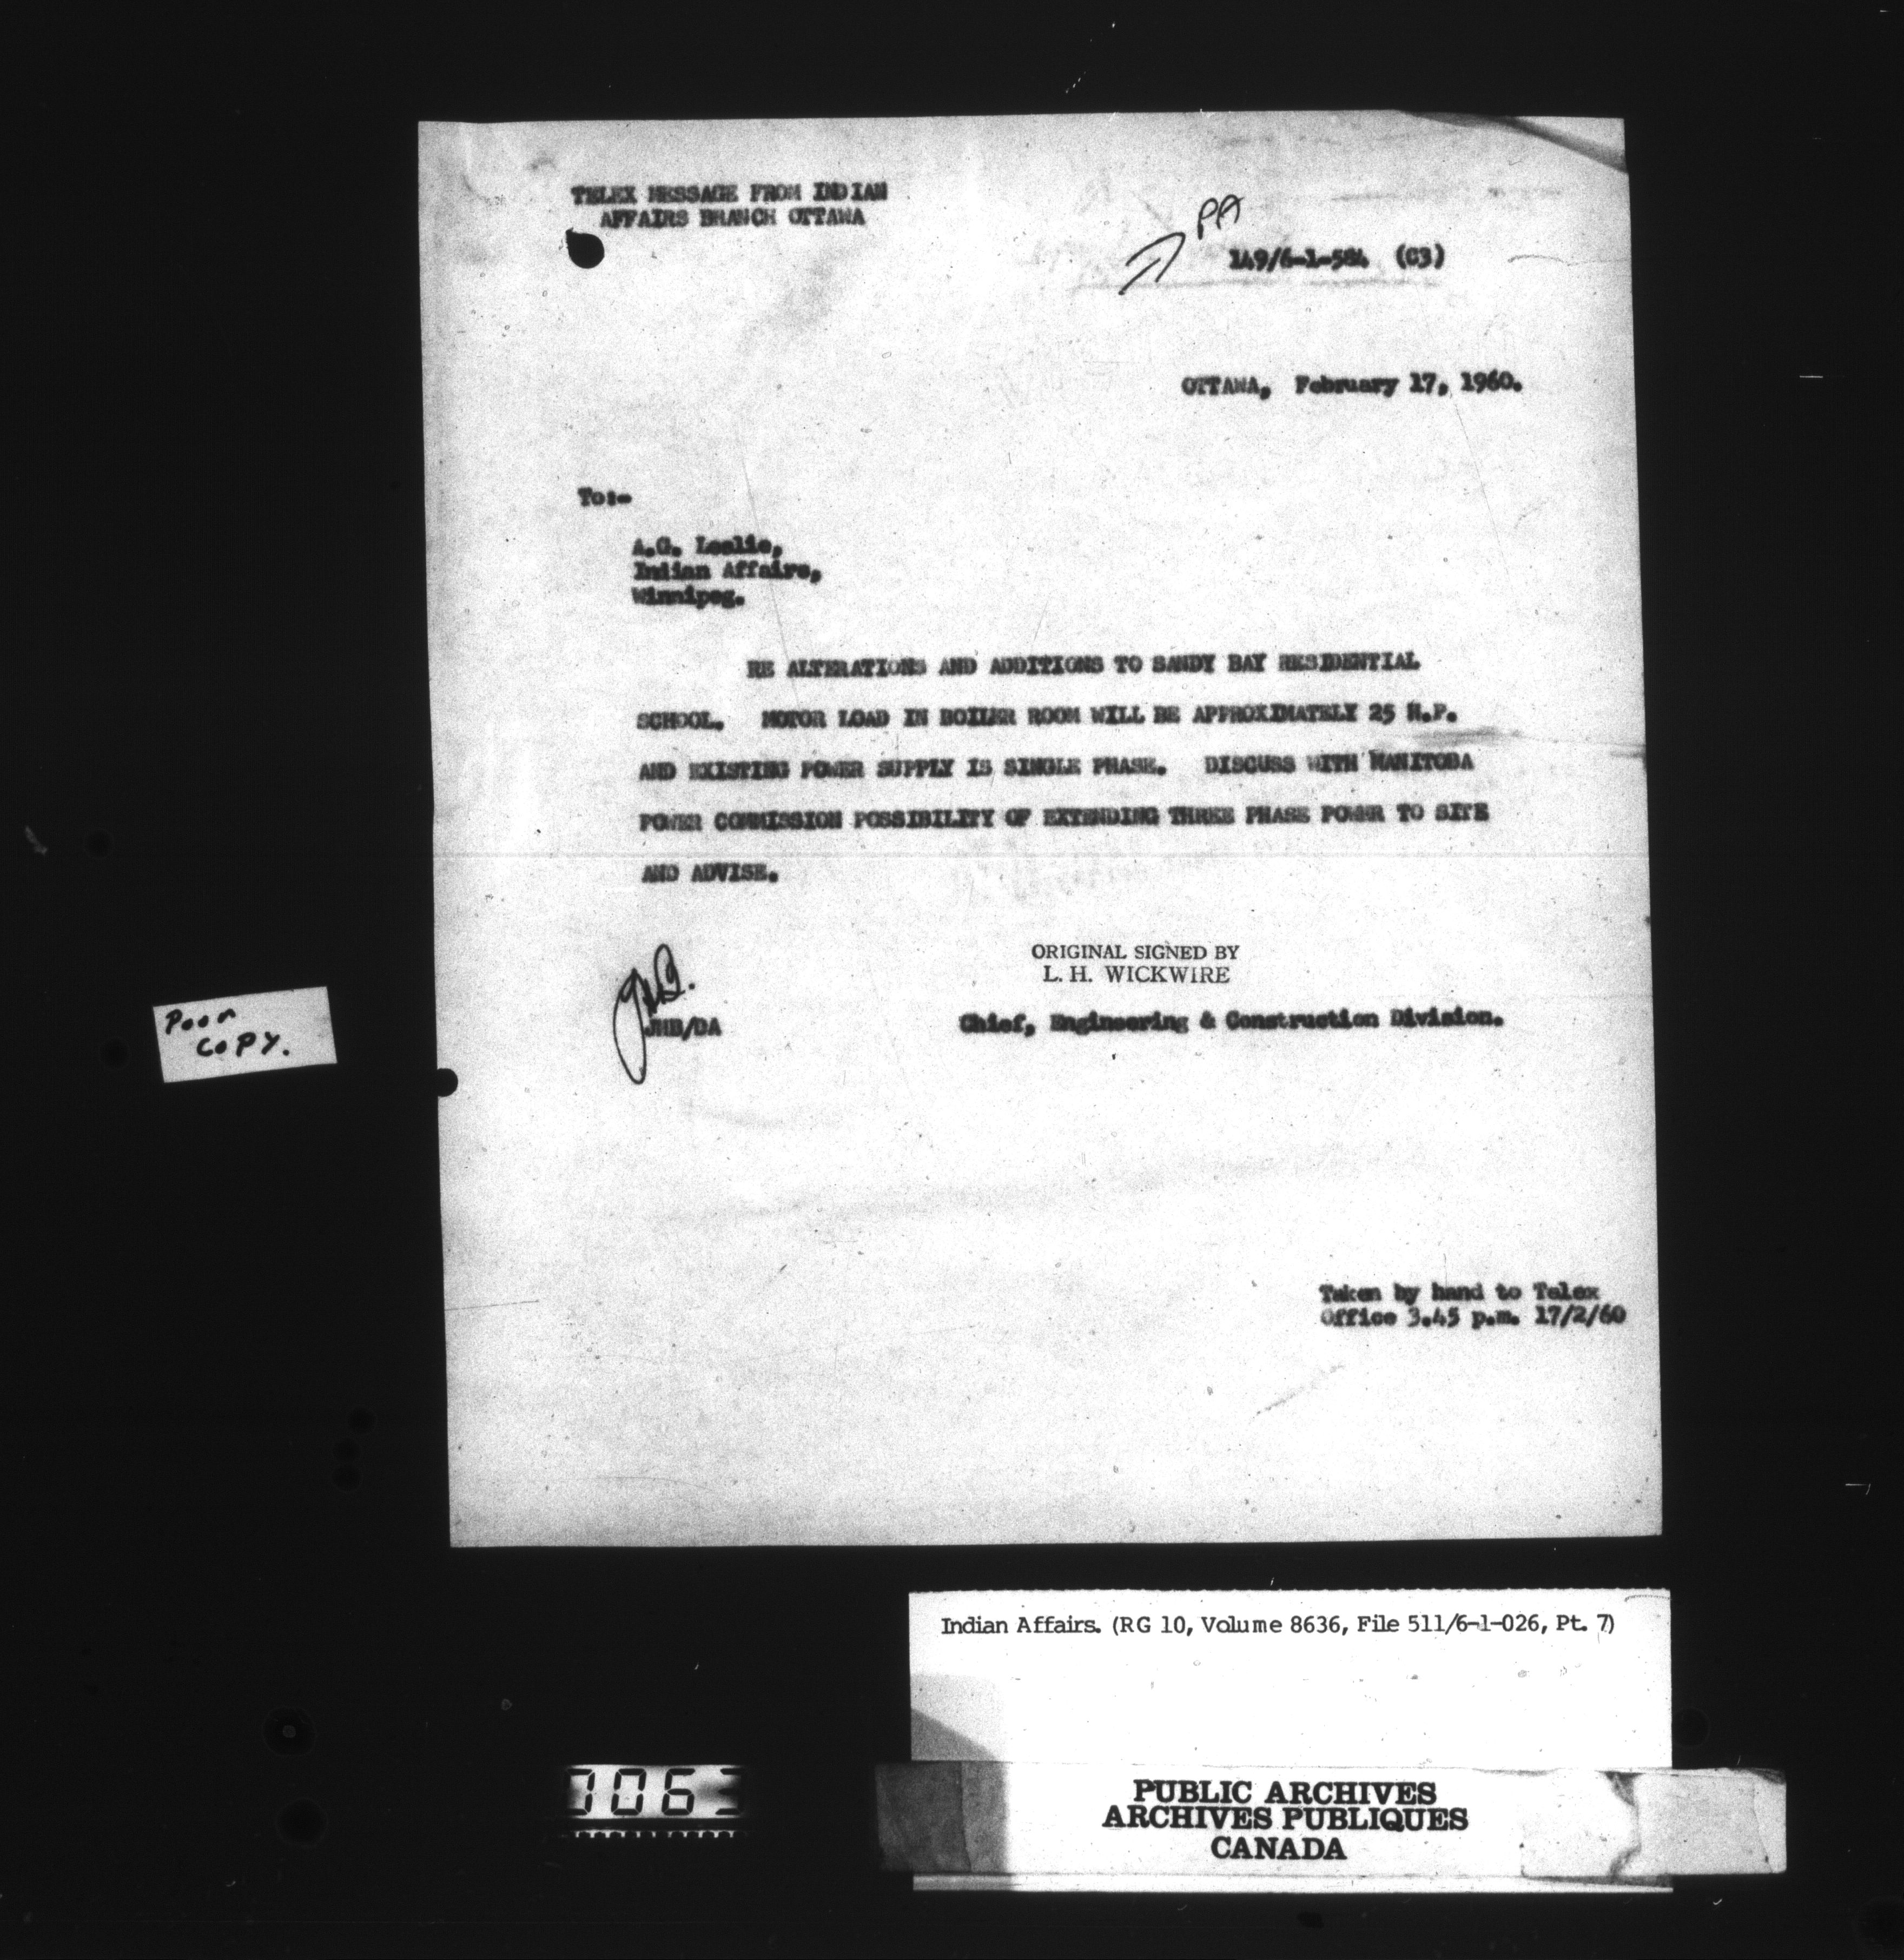 TELEX MESSAGE FROM INDIAN
AFFAIRS BRANCH OTTAWA
PA
149/6-1-584 (C3)
OTTAWA, February 17, 1960.
To:-
A.G. Leslie,
Indian Affairs,
Winnipeg.
RE ALTERATIONS AND ADDITIONS TO SANDY BAY RESIDENTIAL
SCHOOL. MOTOR LOAD IN BOILER ROOM WILL BE APPROXIMATELY 25 H.P.
AND EXISTING POWER SUPPLY IS SINGLE PHASE. DISCUSS WITH MANITOBA
POWER COMMISSION POSSIBILITY OF EXTENDING THREE PHASE POWER TO SITE
AND ADVISE.
ORIGINAL SIGNED BY
L. H. WICKWIRE
JHB/DA
Chief, Engineering & Construction Division.
Poor
COPY.
Taken by hand to Telex
Office 3.45 p.m. 17/2/60
Indian Affairs. (RG 10, Volume 8636, File 511/6-1-026, Pt. 7)
063
PUBLIC ARCHIVES
ARCHIVES PUBLIQUES
CANADA